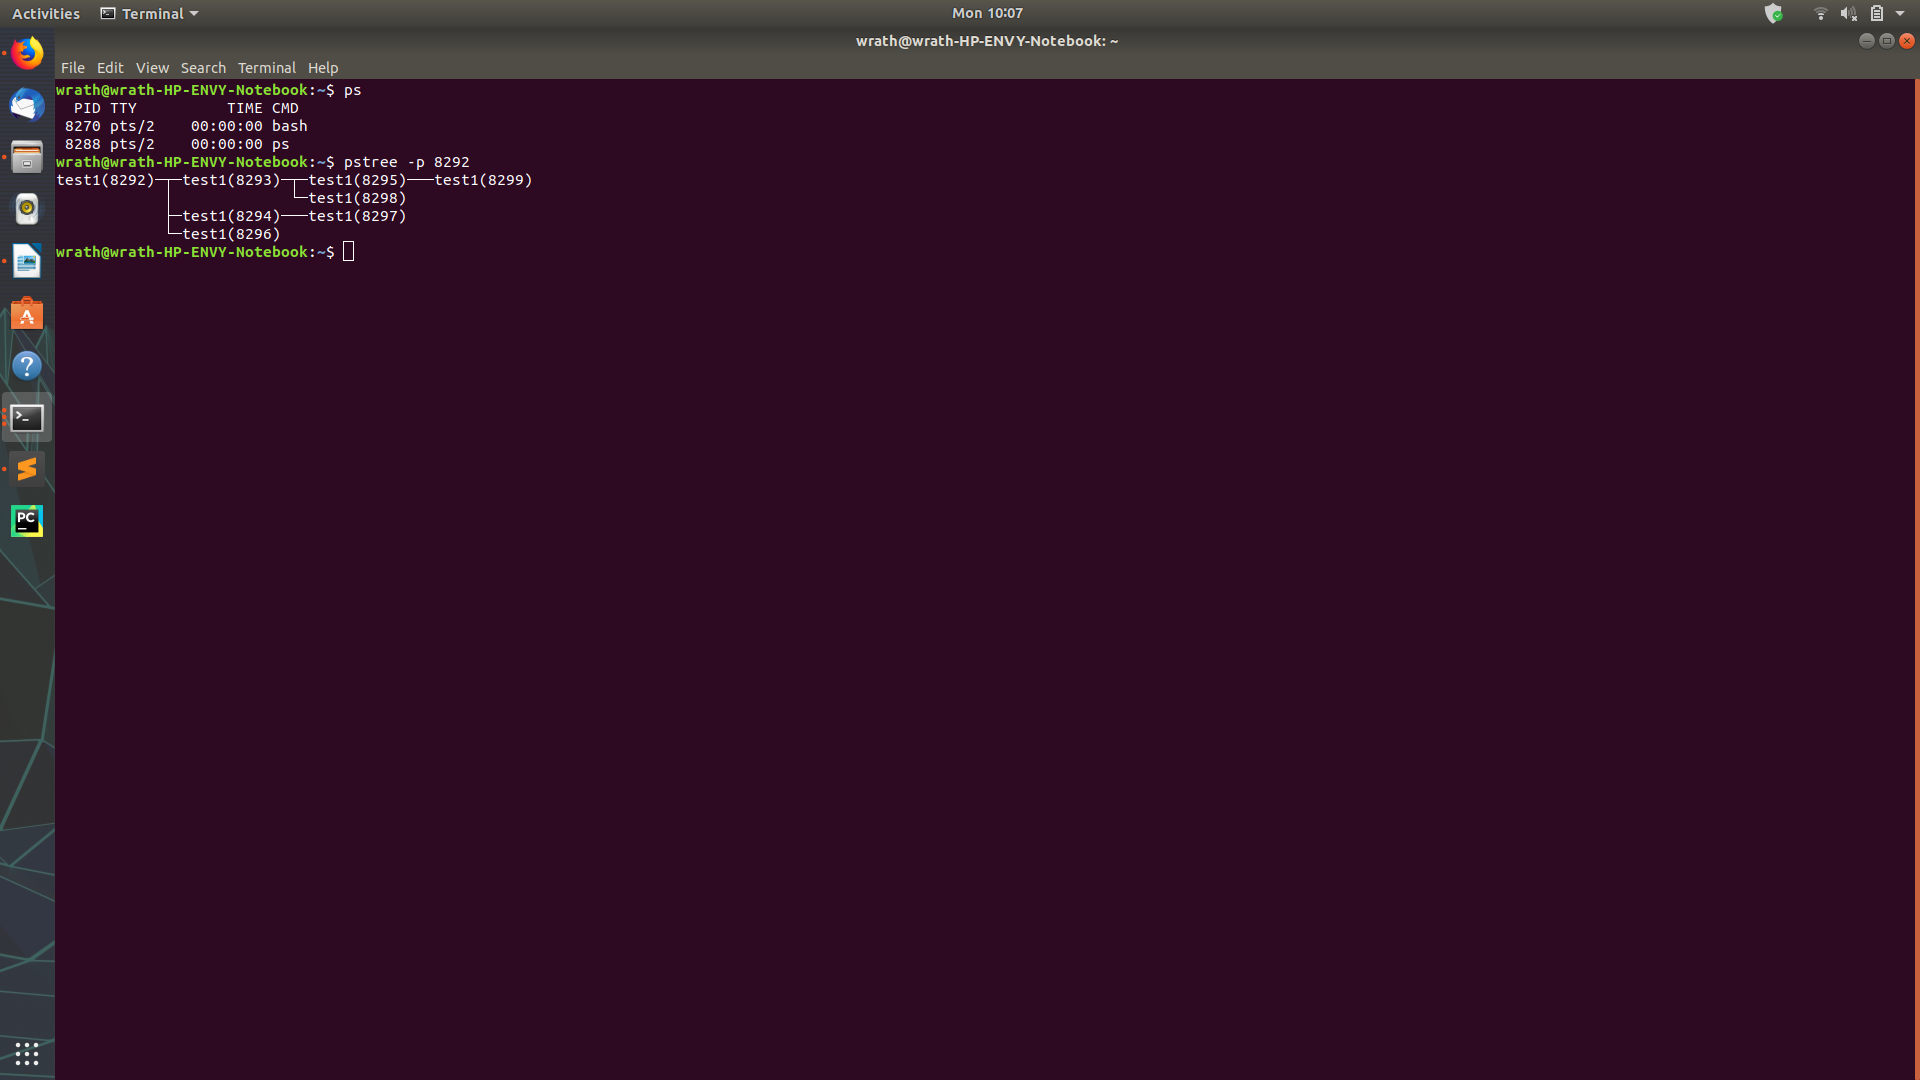 Activities Terminal Mon 10:07
wrath@wrath-HP-ENVY-Notebook: ~
File Edit View Search Terminal Help
wrath@wrath-HP-ENVY-Notebook:~$ ps
  PID TTY          TIME CMD
 8270 pts/2    00:00:00 bash
 8288 pts/2    00:00:00 ps
wrath@wrath-HP-ENVY-Notebook:~$ pstree -p 8292
test1(8292)─┬─test1(8293)─┬─test1(8295)───test1(8299)
            │             └─test1(8298)
            ├─test1(8294)───test1(8297)
            └─test1(8296)
wrath@wrath-HP-ENVY-Notebook:~$
PC